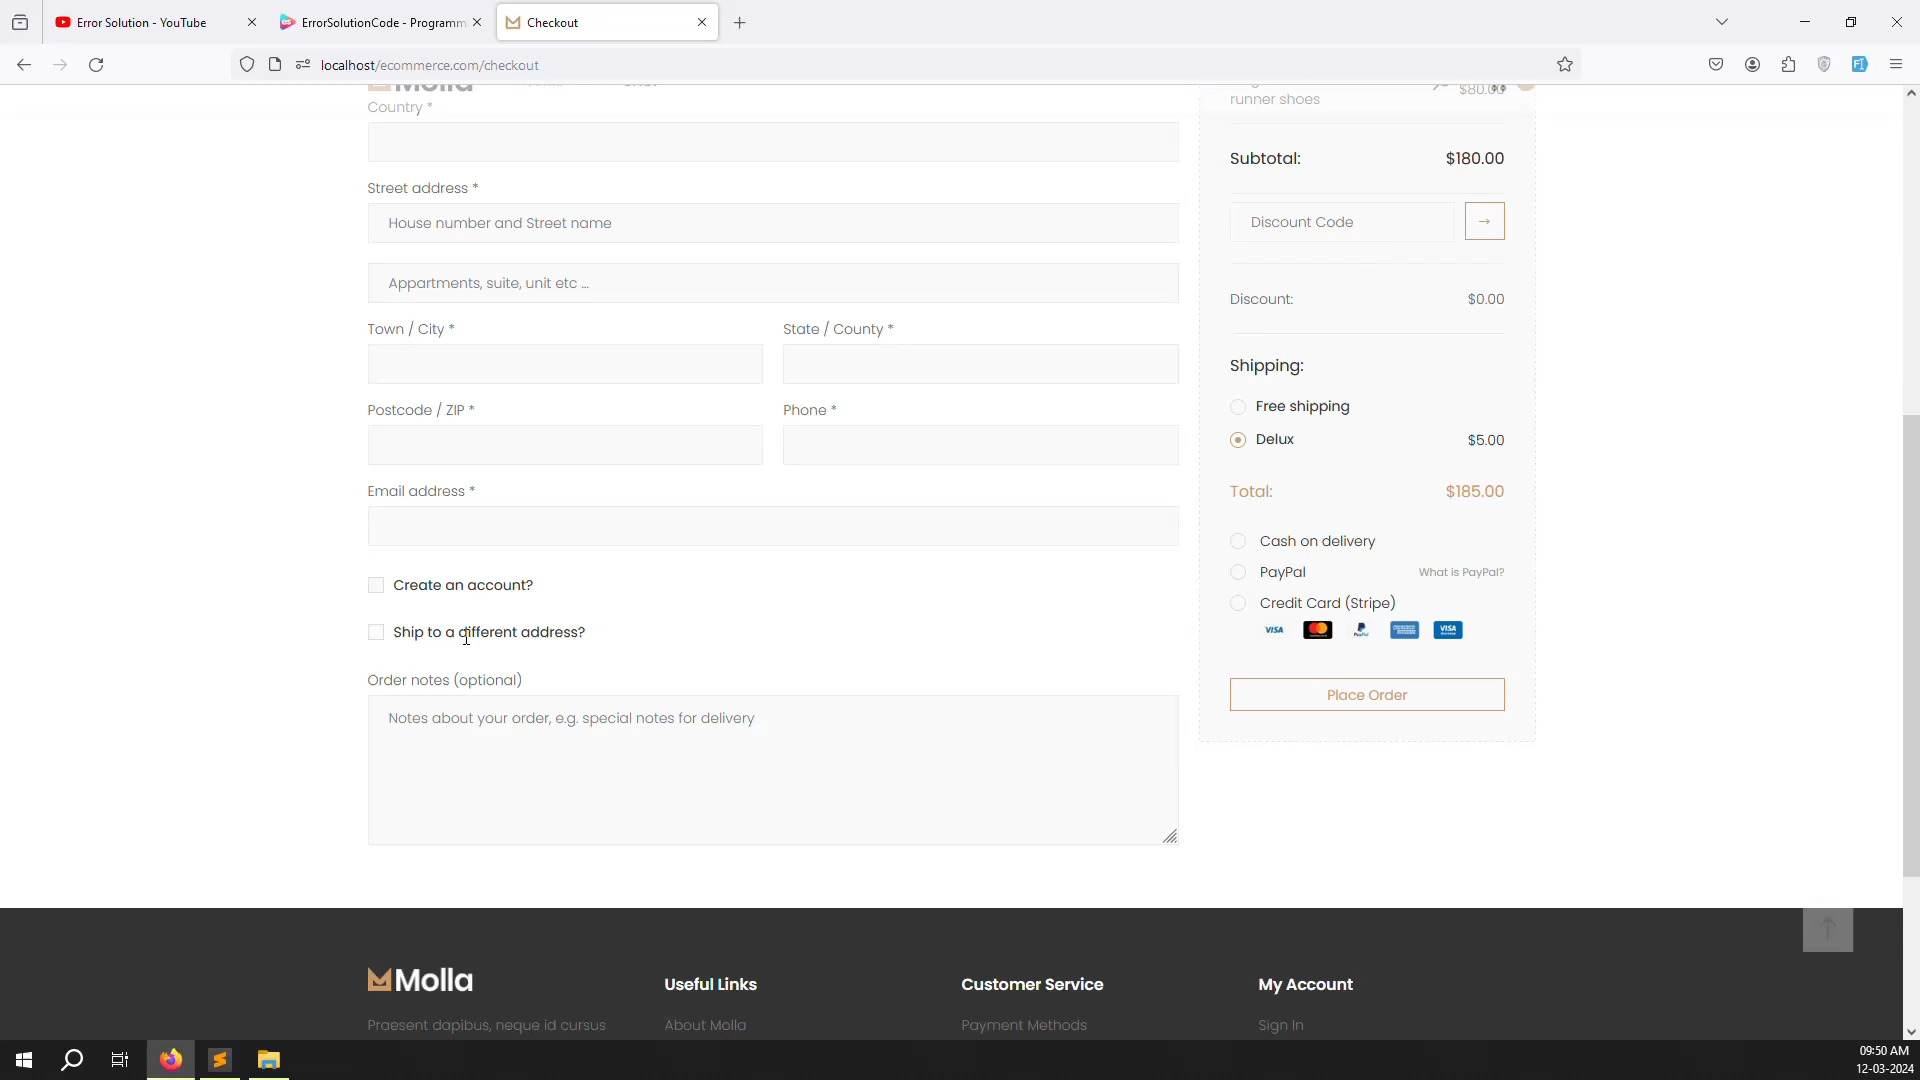 Error Solution - YouTube
ErrorSolutionCode - Programm
Checkout
localhost/ecommerce.com/checkout
Country *
Street address *
House number and Street name
Appartments, suite, unit etc ...
Town / City *
State / County *
Postcode / ZIP *
Phone *
Email address *
Create an account?
Ship to a different address?
Order notes (optional)
Notes about your order, e.g. special notes for delivery
runner shoes
$80.00
Subtotal:
$180.00
Discount Code
→
Discount:
$0.00
Shipping:
Free shipping
Delux
$5.00
Total:
$185.00
Cash on delivery
PayPal
What is PayPal?
Credit Card (Stripe)
VISA
VISA
Place Order
Molla
Useful Links
Customer Service
My Account
Praesent dapibus, neque id cursus
About Molla
Payment Methods
Sign In
09:50 AM
12-03-2024